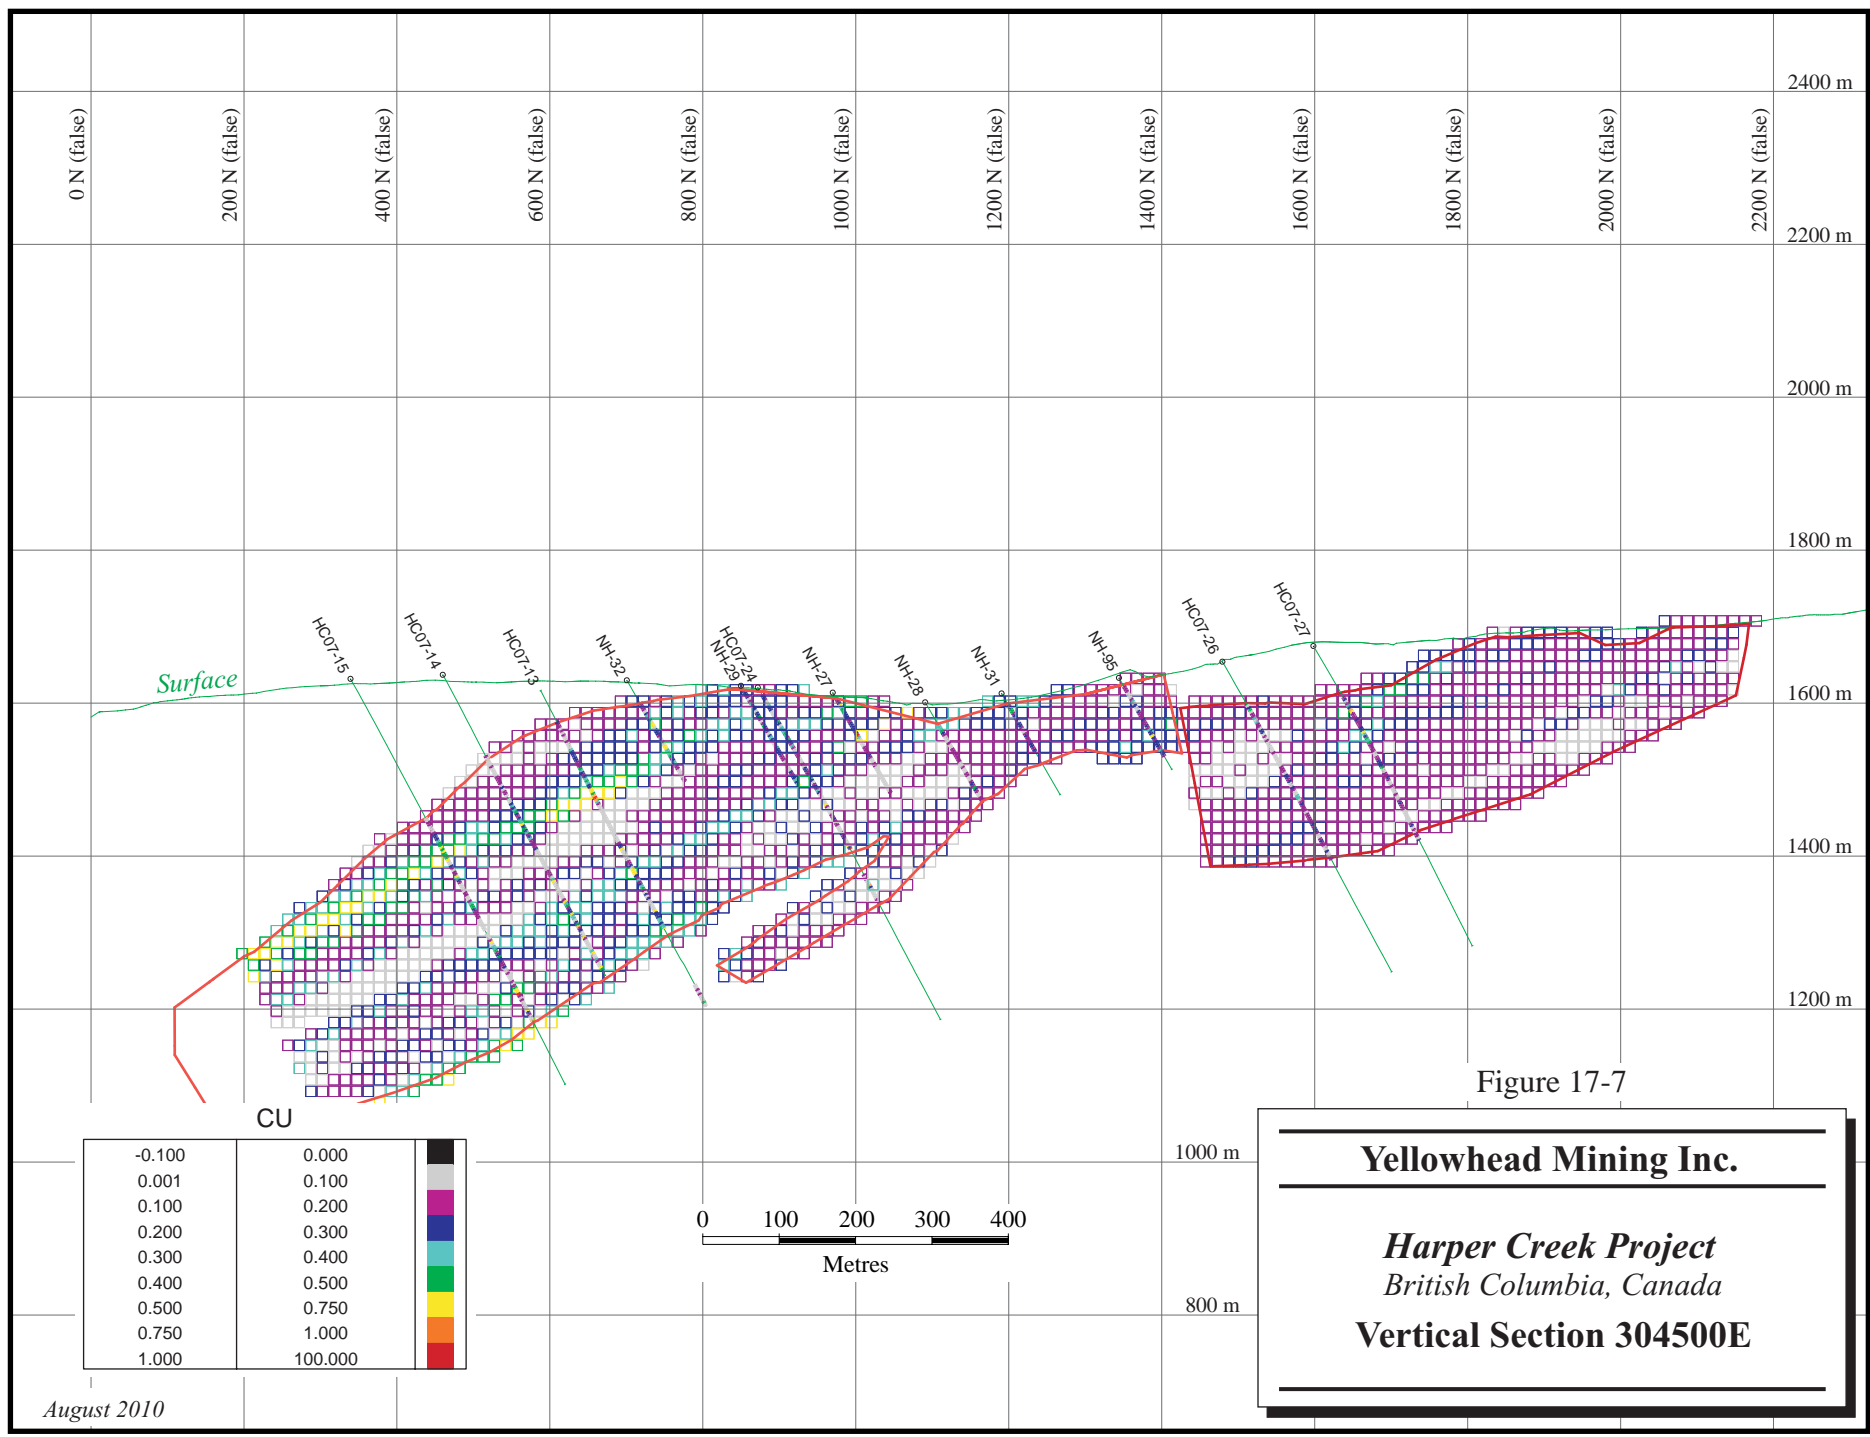 2400 m
0 N (false)
200 N (false)
400 N (false)
600 N (false)
800 N (false)
1000 N (false)
1200 N (false)
1400 N (false)
1600 N (false)
1800 N (false)
2000 N (false)
2200 N (false)
2200 m
2000 m
1800 m
HC07-15
HC07-14
HC07-13
NH-32
NH-29
HC07-24
NH-27
NH-28
NH-31
NH-95
HC07-26
HC07-27
Surface
1600 m
1400 m
1200 m
1000 m
800 m
CU
-0.100 0.000
0.001 0.100
0.100 0.200
0.200 0.300
0.300 0.400
0.400 0.500
0.500 0.750
0.750 1.000
1.000 100.000
0 100 200 300 400
Metres
Figure 17-7
Yellowhead Mining Inc.
Harper Creek Project
British Columbia, Canada
Vertical Section 304500E
August 2010